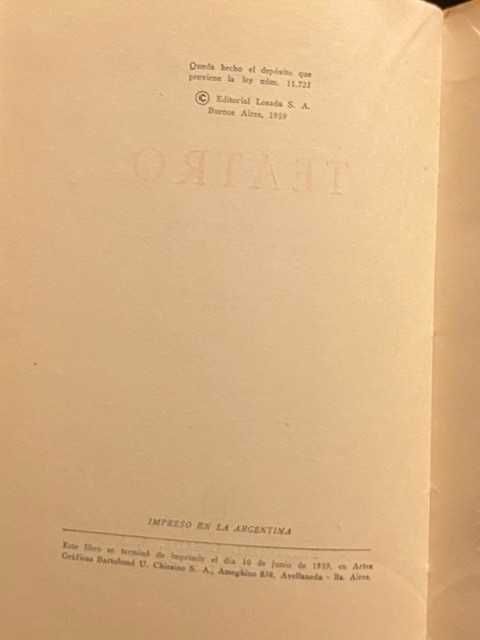 Queda hecho el depósito que
previene la ley núm. 11.723
© Editorial Losada S. A.
Buenos Aires, 1959
TEATRO
IMPRESO EN LA ARGENTINA
Este libro se terminó de imprimir el día 10 de junio de 1959, en Artes
Gráficas Bartolomé U. Chiesino S. A., Ameghino 838, Avellaneda - Bs. Aires.